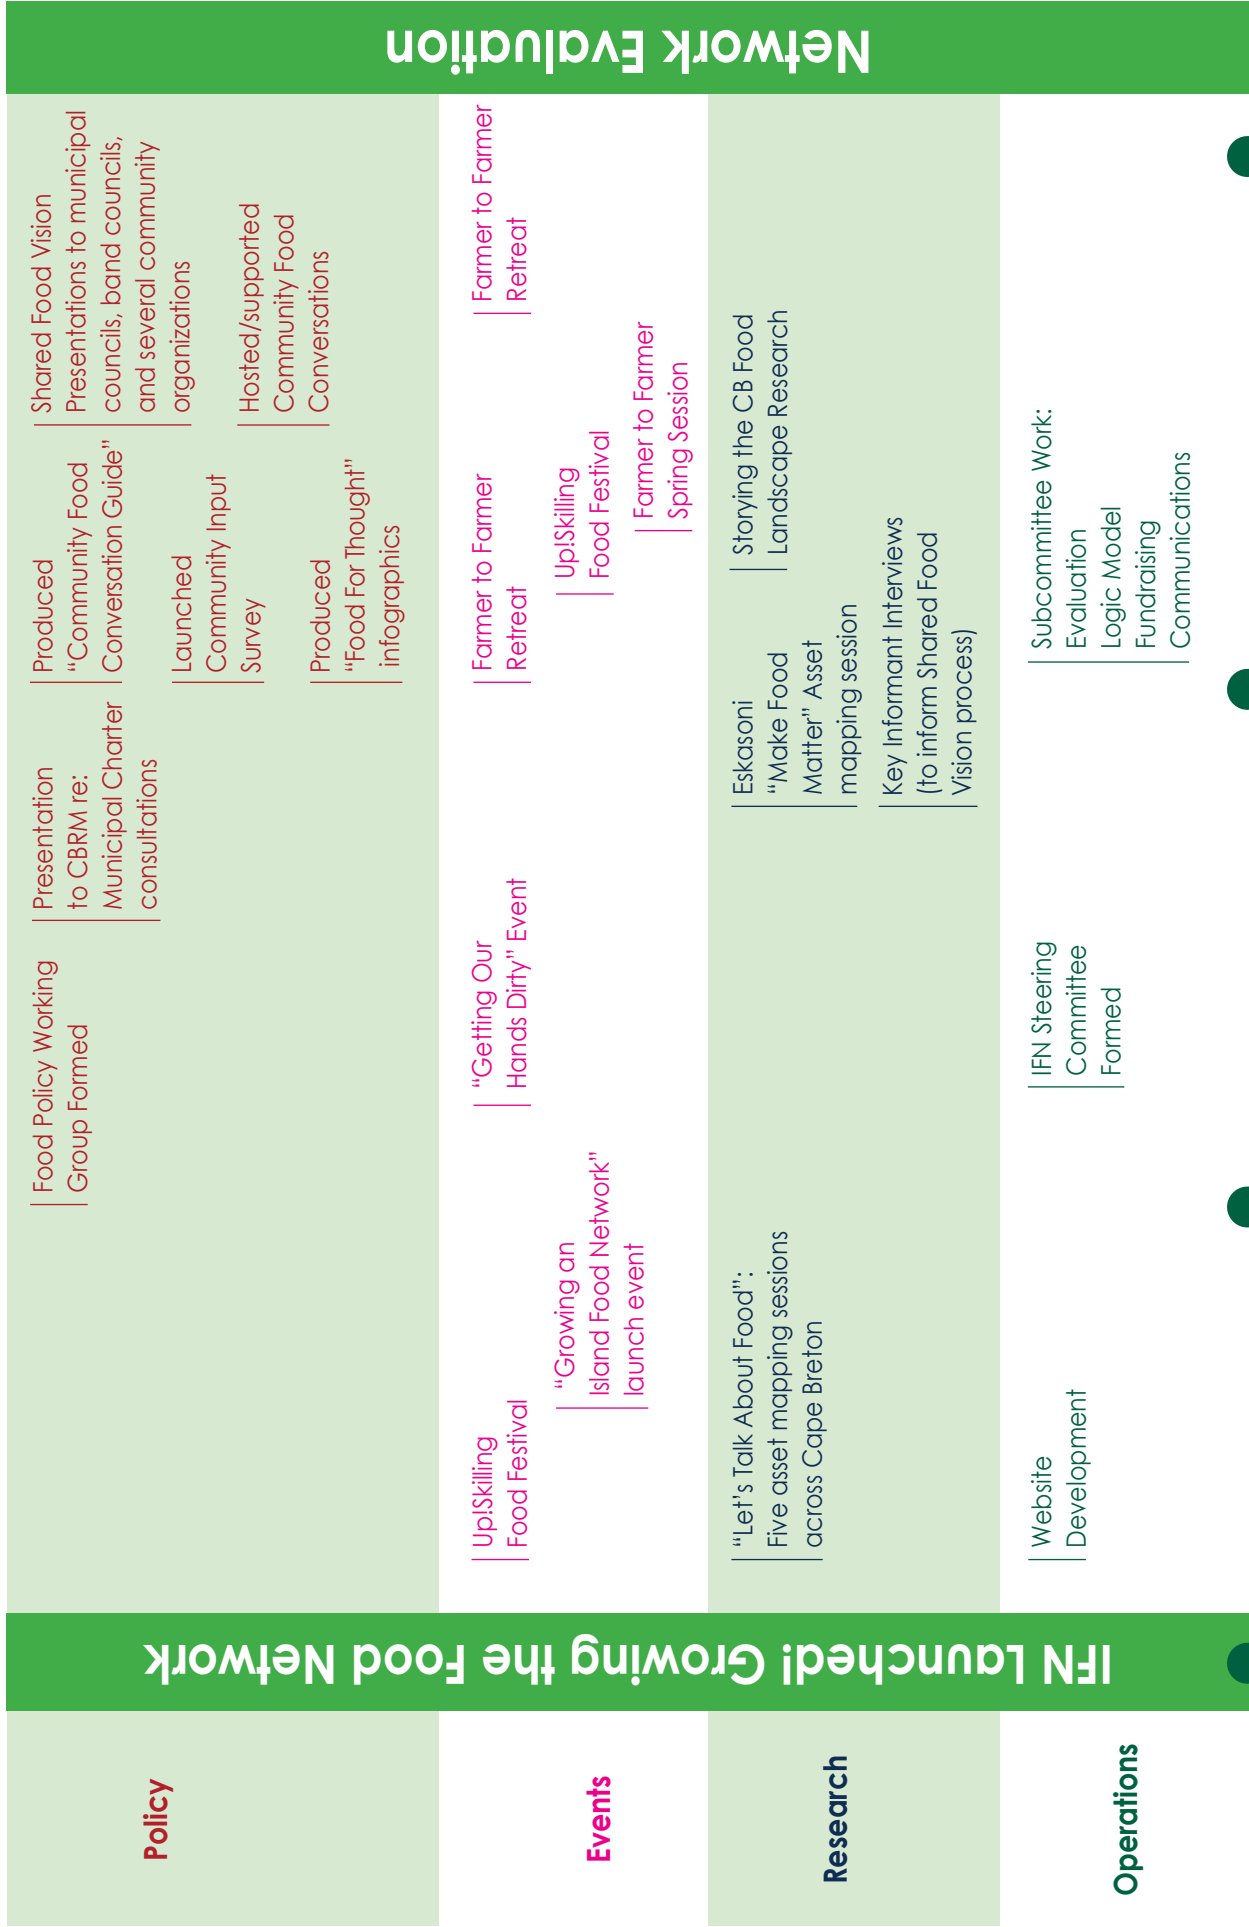 Policy
Food Policy Working
Group Formed
Presentation
to CBRM re:
Municipal Charter
consultations
Produced
“Community Food
Conversation Guide”
Launched
Community Input
Survey
Produced
“Food For Thought”
infographics
Shared Food Vision
Presentations to municipal
councils, band councils,
and several community
organizations
Hosted/supported
Community Food
Conversations
Events
Up!Skilling
Food Festival
“Growing an
Island Food Network”
launch event
“Getting Our
Hands Dirty” Event
Farmer to Farmer
Retreat
Up!Skilling
Food Festival
Farmer to Farmer
Spring Session
Farmer to Farmer
Retreat
Research
“Let’s Talk About Food”:
Five asset mapping sessions
across Cape Breton
Eskasoni
“Make Food
Matter” Asset
mapping session
Key Informant Interviews
(to inform Shared Food
Vision process)
Storying the CB Food
Landscape Research
Operations
Website
Development
IFN Steering
Committee
Formed
Subcommittee Work:
Evaluation
Logic Model
Fundraising
Communications
IFN Launched! Growing the Food Network
Network Evaluation